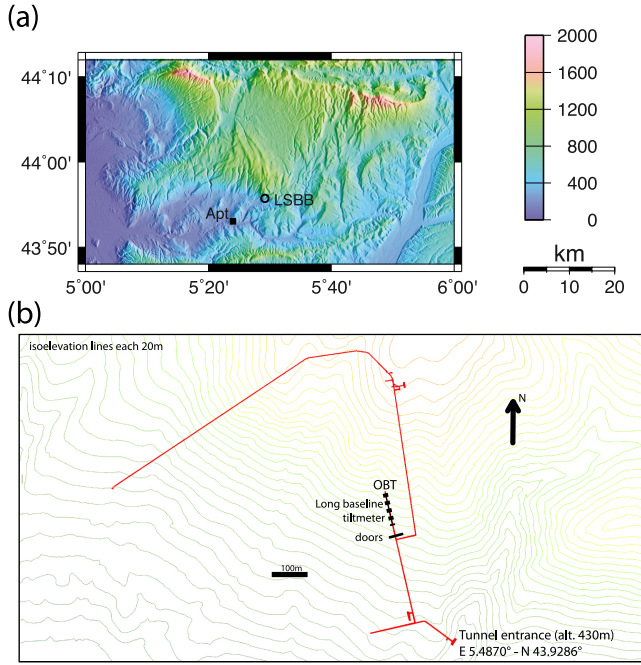 (a)
44˚10'
44˚00'
43˚50'
5˚00'
5˚20'
5˚40'
6˚00'
LSBB
Apt
2000
1600
1200
800
400
0
km
0
10
20
(b)
isoelevation lines each 20m
N
OBT
Long baseline
tiltmeter
doors
100m
Tunnel entrance (alt. 430m)
E 5.4870° - N 43.9286°